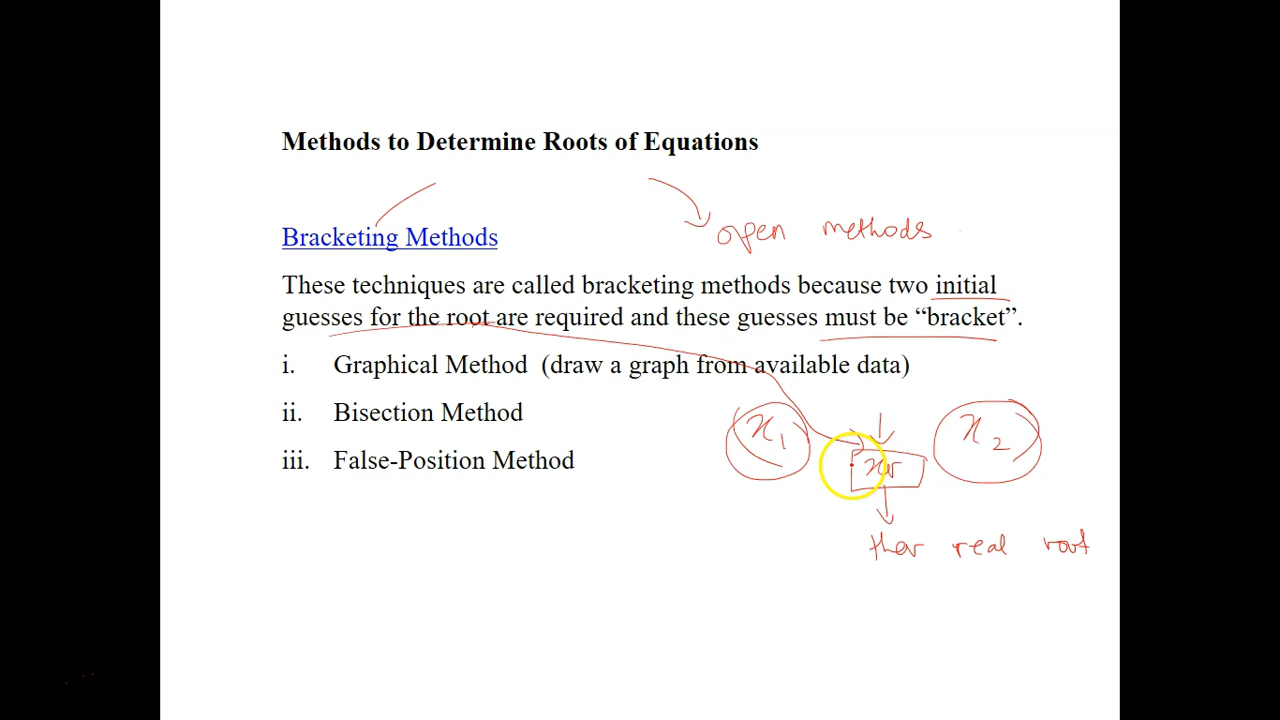 Methods to Determine Roots of Equations
Bracketing Methods
open methods
These techniques are called bracketing methods because two initial
guesses for the root are required and these guesses must be “bracket”.
i. Graphical Method (draw a graph from available data)
ii. Bisection Method
x1 xr x2
iii. False-Position Method
real root